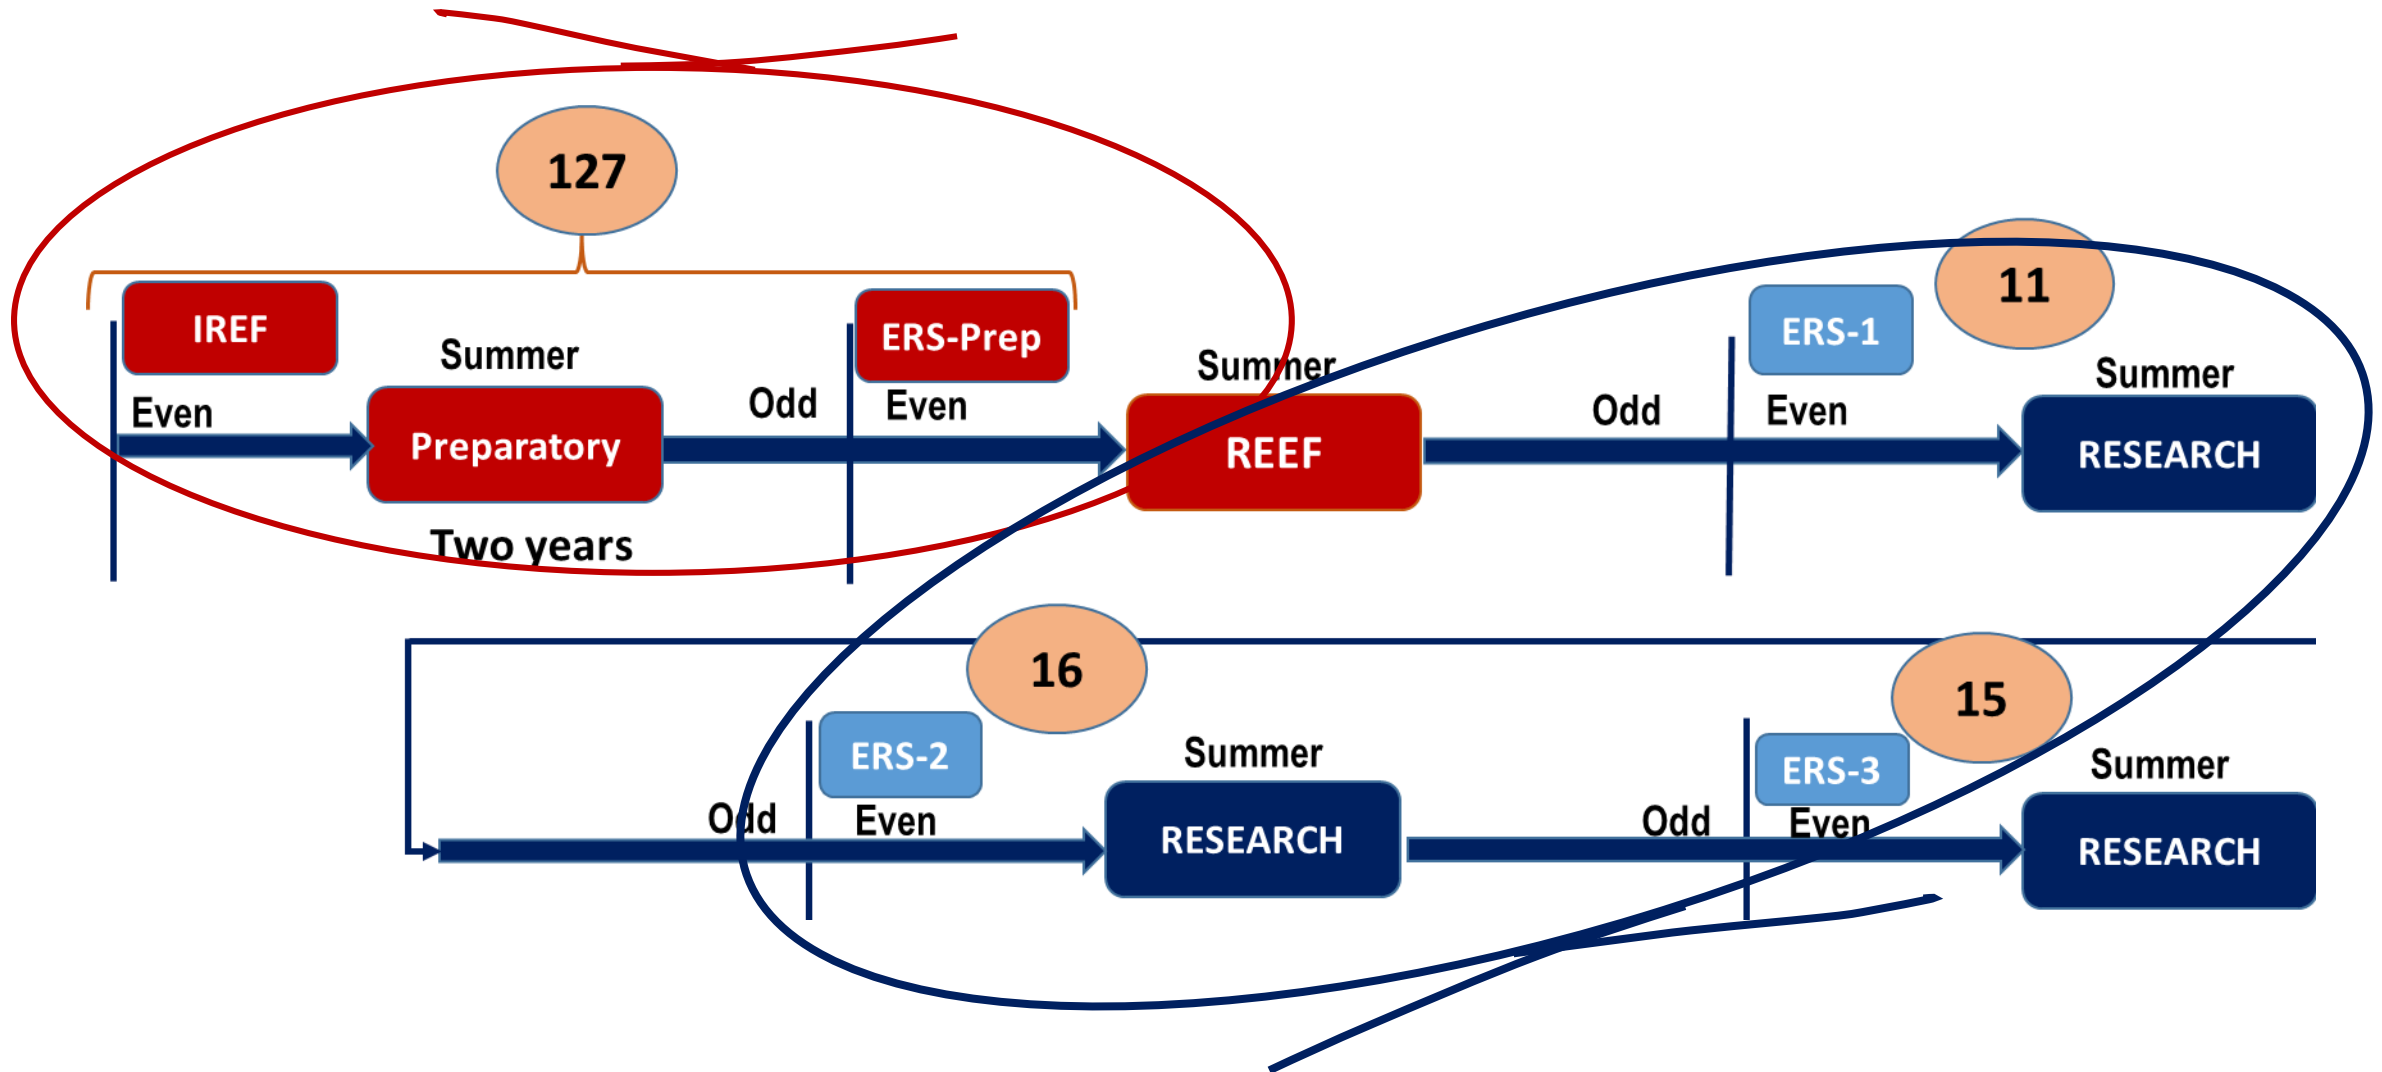 127
11
IREF
ERS-Prep
ERS-1
Summer
Summer
Summer
Even
Odd
Even
Odd
Even
Preparatory
REEF
RESEARCH
Two years
16
15
ERS-2
Summer
ERS-3
Summer
Odd
Even
Odd
Even
RESEARCH
RESEARCH